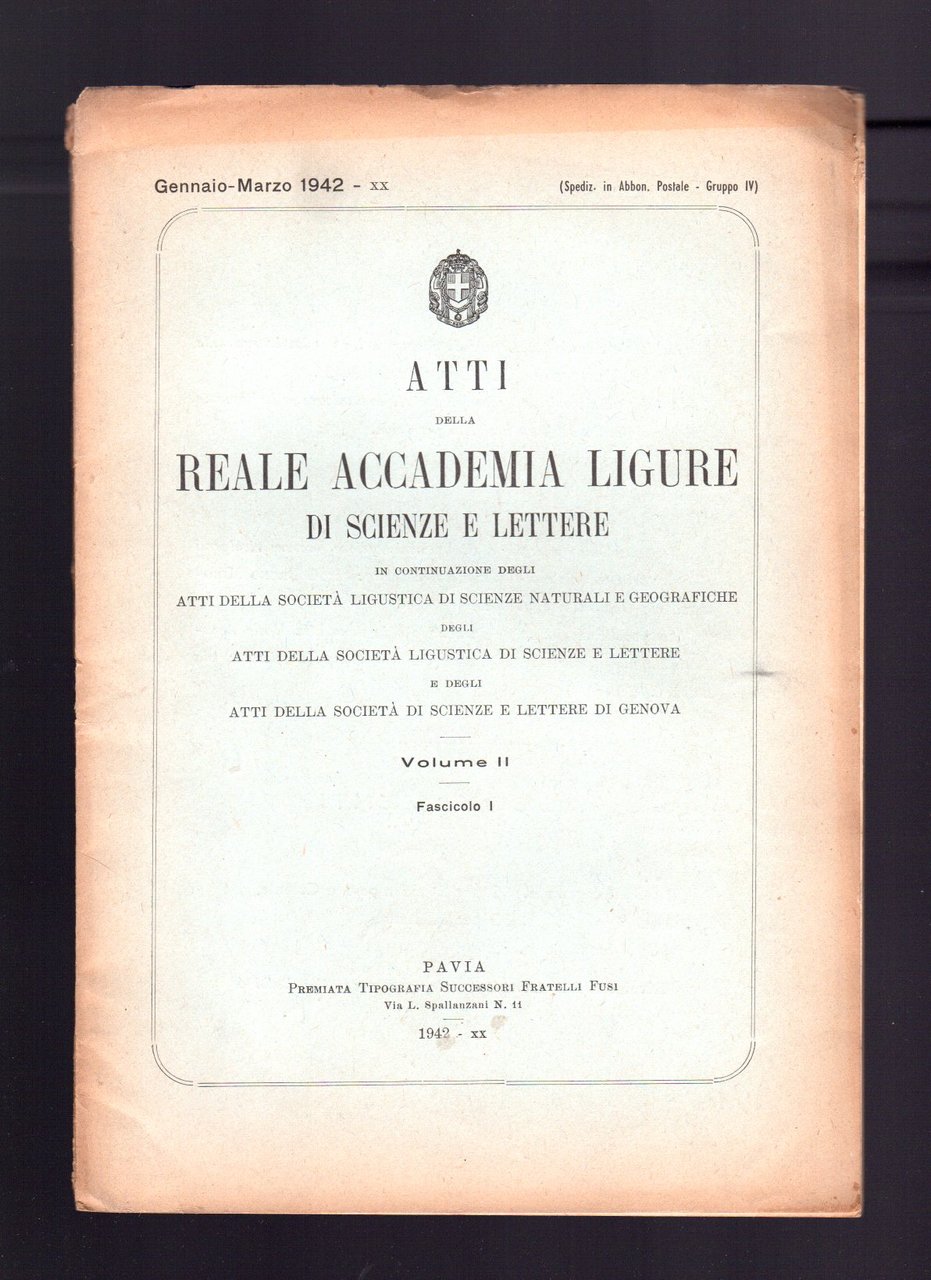 Gennaio-Marzo 1942 - XX
(Spediz. in Abbon. Postale - Gruppo IV)
ATTI
DELLA
REALE ACCADEMIA LIGURE
DI SCIENZE E LETTERE
IN CONTINUAZIONE DEGLI
ATTI DELLA SOCIETÀ LIGUSTICA DI SCIENZE NATURALI E GEOGRAFICHE
DEGLI
ATTI DELLA SOCIETÀ LIGUSTICA DI SCIENZE E LETTERE
E DEGLI
ATTI DELLA SOCIETÀ DI SCIENZE E LETTERE DI GENOVA
Volume II
Fascicolo I
PAVIA
PREMIATA TIPOGRAFIA SUCCESSORI FRATELLI FUSI
Via L. Spallanzani N. 11
1942 - XX